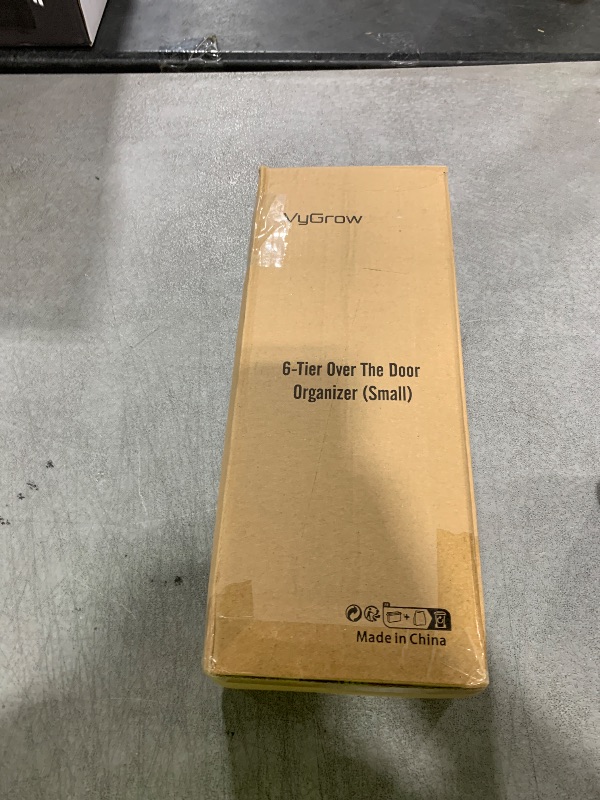 VyGrow
6-Tier Over The Door
Organizer (Small)
Made in China